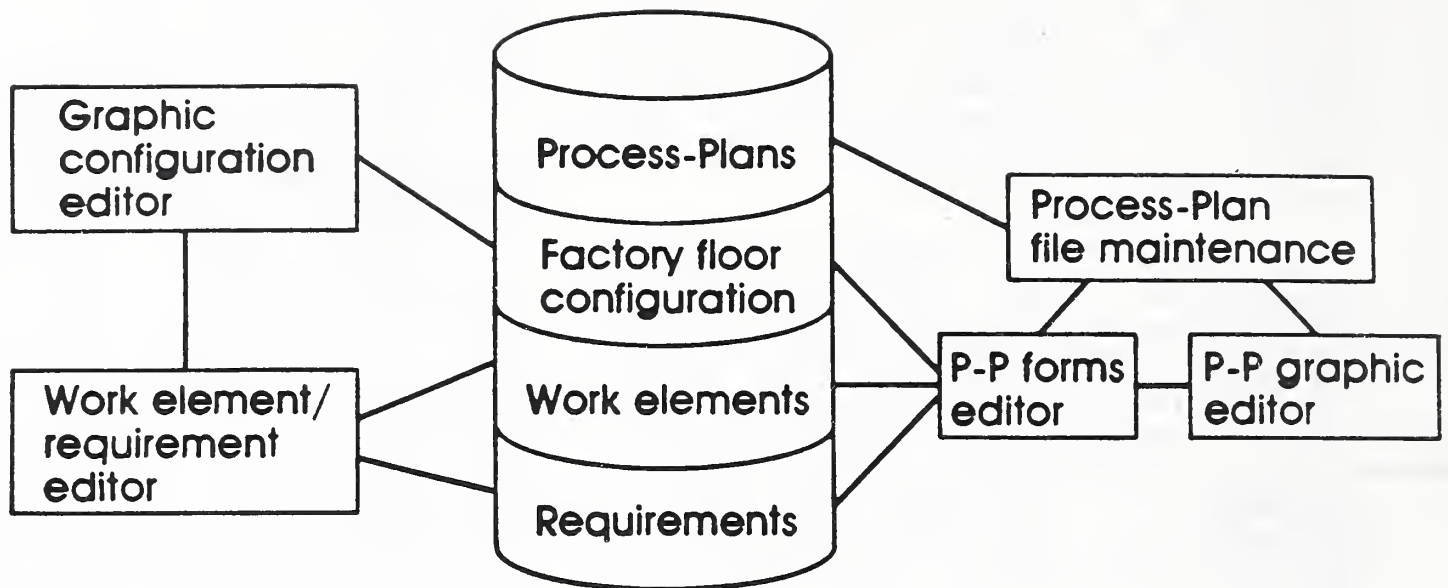 Graphic
configuration
editor
Work element/
requirement
editor
Process-Plans
Factory floor
configuration
Work elements
Requirements
Process-Plan
file maintenance
P-P forms
editor
P-P graphic
editor